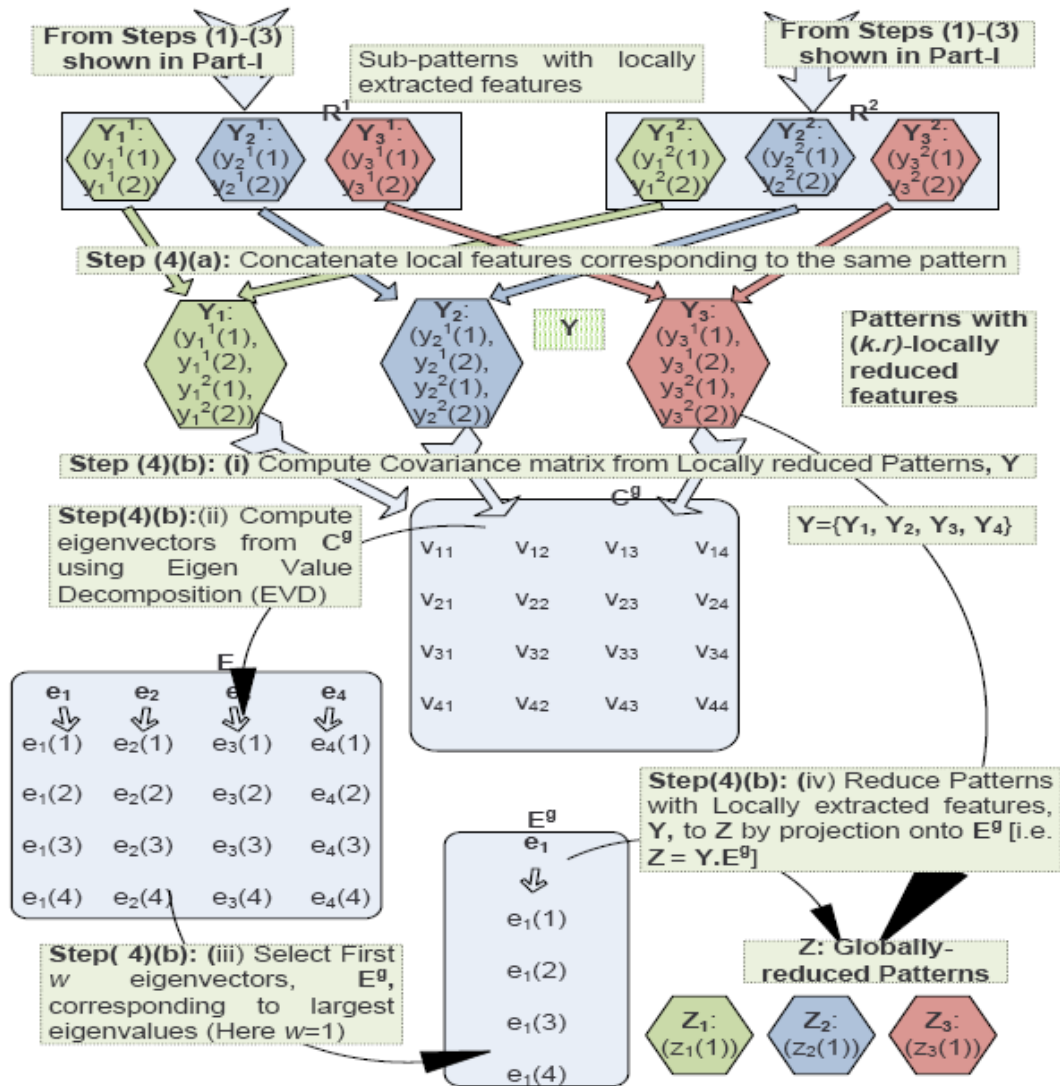 From Steps (1)-(3)
shown in Part-I
Sub-patterns with locally
extracted features
From Steps (1)-(3)
shown in Part-I
R¹
Y₁¹:
(y₁¹(1)
y₁¹(2))
Y₂¹:
(y₂¹(1)
y₂¹(2))
Y₃¹:
(y₃¹(1)
y₃¹(2))
R²
Y₁²:
(y₁²(1)
y₁²(2))
Y₂²:
(y₂²(1)
y₂²(2))
Y₃²:
(y₃²(1)
y₃²(2))
Step (4)(a): Concatenate local features corresponding to the same pattern
Y₁:
(y₁¹(1),
y₁¹(2),
y₁²(1),
y₁²(2))
Y₂:
(y₂¹(1),
y₂¹(2),
y₂²(1),
y₂²(2))
Y
Y₃:
(y₃¹(1),
y₃¹(2),
y₃²(1),
y₃²(2))
Patterns with
(k.r)-locally
reduced
features
Step (4)(b): (i) Compute Covariance matrix from Locally reduced Patterns, Y
Step(4)(b):(ii) Compute
eigenvectors from Cᵍ
using Eigen Value
Decomposition (EVD)
Cᵍ
v₁₁ v₁₂ v₁₃ v₁₄
v₂₁ v₂₂ v₂₃ v₂₄
v₃₁ v₃₂ v₃₃ v₃₄
v₄₁ v₄₂ v₄₃ v₄₄
Y={Y₁, Y₂, Y₃, Y₄}
E
e₁ e₂ e₄
e₁(1) e₂(1) e₃(1) e₄(1)
e₁(2) e₂(2) e₃(2) e₄(2)
e₁(3) e₂(3) e₃(3) e₄(3)
e₁(4) e₂(4) e₃(4) e₄(4)
Step(4)(b): (iv) Reduce Patterns
with Locally extracted features,
Y, to Z by projection onto Eᵍ [i.e.
Z = Y.Eᵍ]
Eᵍ
e₁
e₁(1)
e₁(2)
e₁(3)
e₁(4)
Step( 4)(b): (iii) Select First
w eigenvectors, Eᵍ,
corresponding to largest
eigenvalues (Here w=1)
Z: Globally-
reduced Patterns
Z₁:
(z₁(1))
Z₂:
(z₂(1))
Z₃:
(z₃(1))